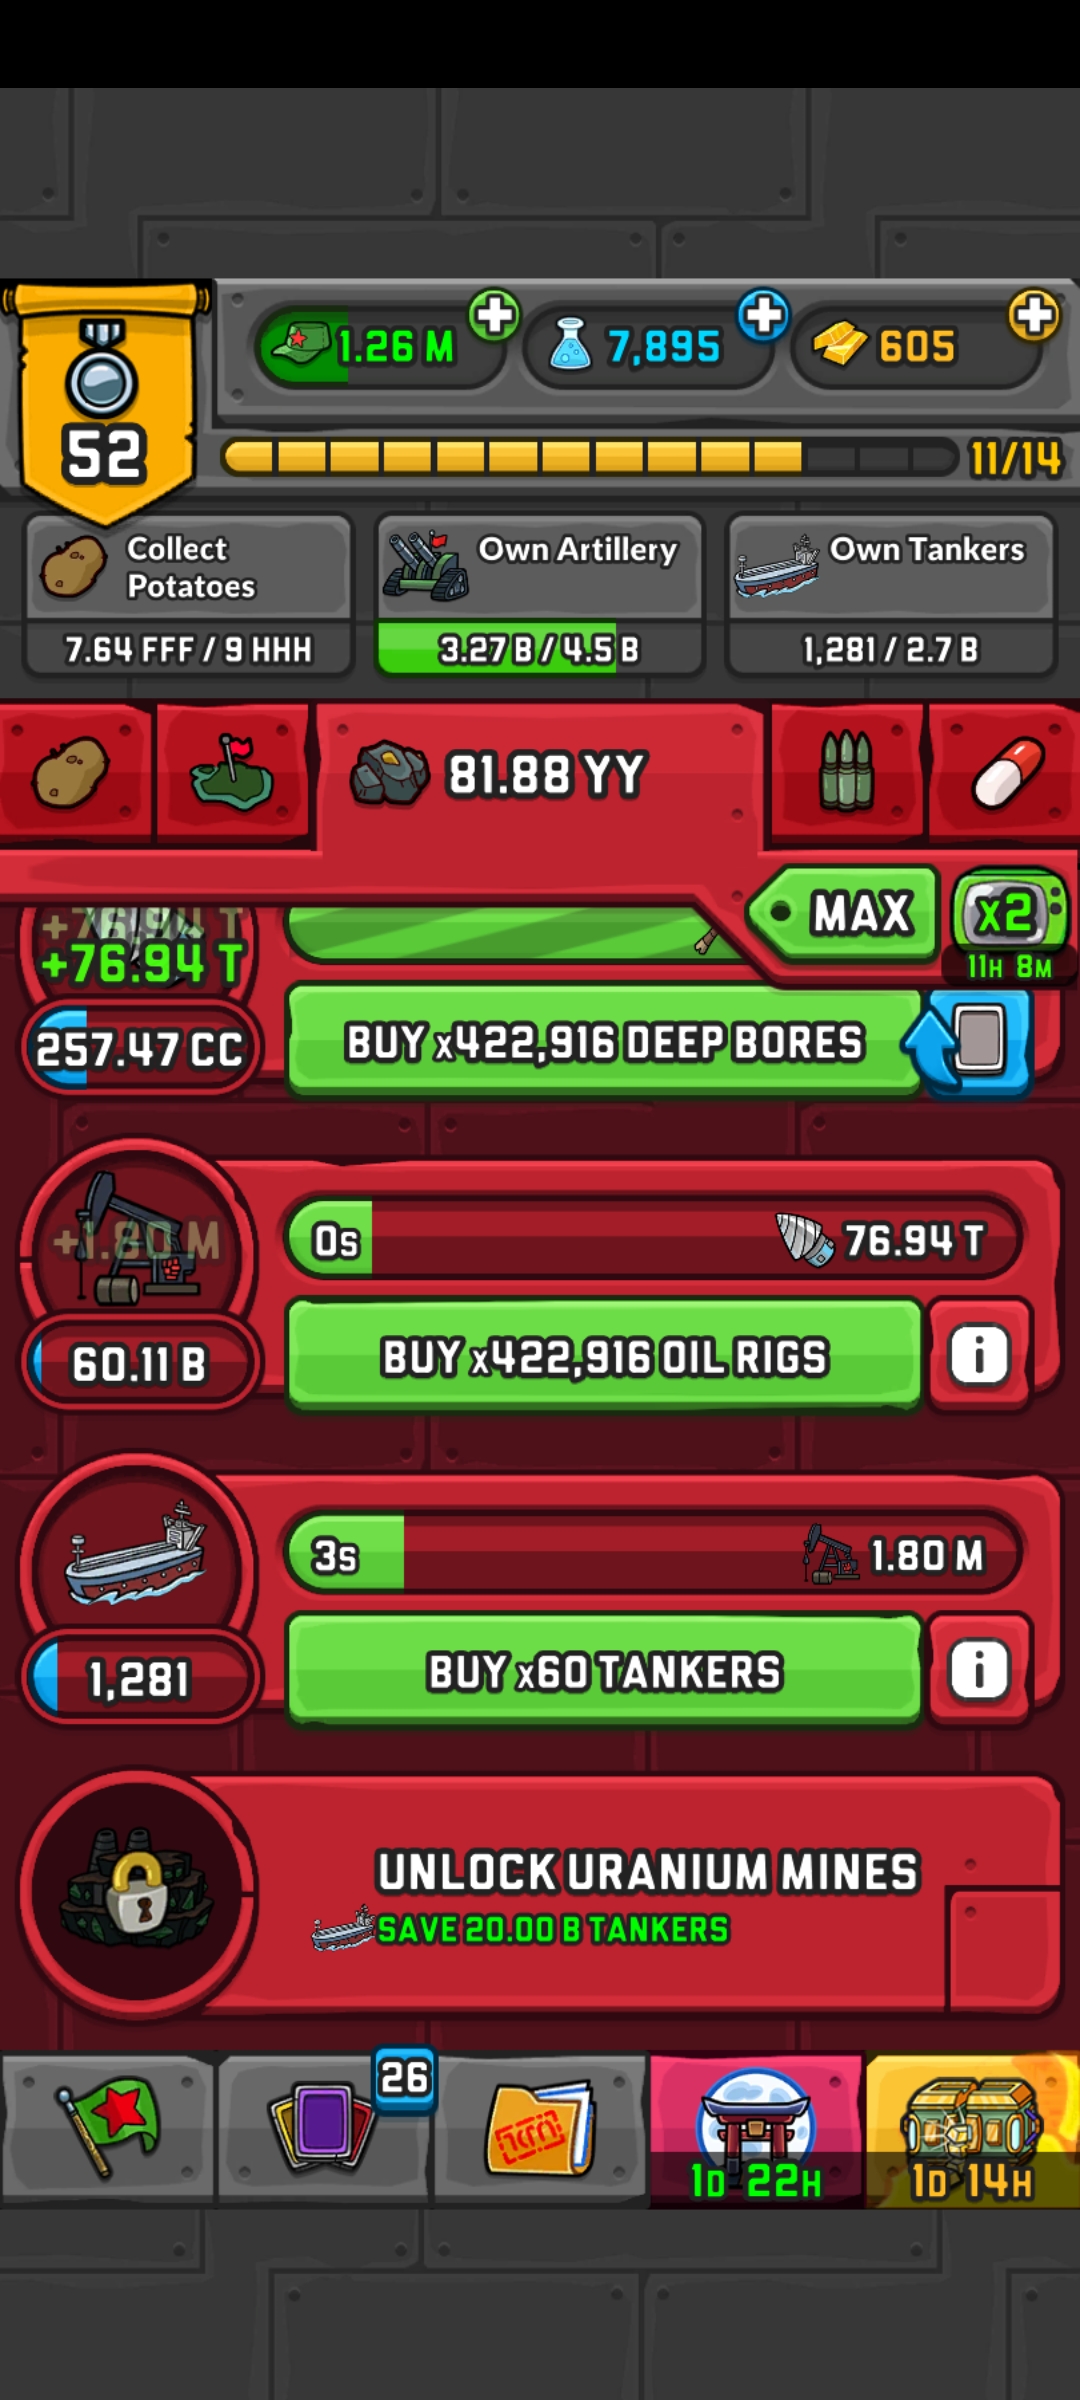 1.26 M
7,895
605
52
11/14
Collect
Potatoes
7.64 FFF / 9 HHH
Own Artillery
3.27 B / 4.5 B
Own Tankers
1,281 / 2.7 B
81.88 YY
MAX
x2
11H 8M
+76.94 T
+76.94 T
257.47 CC
BUY x422,916 DEEP BORES
+1.80 M
0s
76.94 T
60.11 B
BUY x422,916 OIL RIGS
i
3s
1.80 M
1,281
BUY x60 TANKERS
i
UNLOCK URANIUM MINES
SAVE 20.00 B TANKERS
26
1D 22H
1D 14H